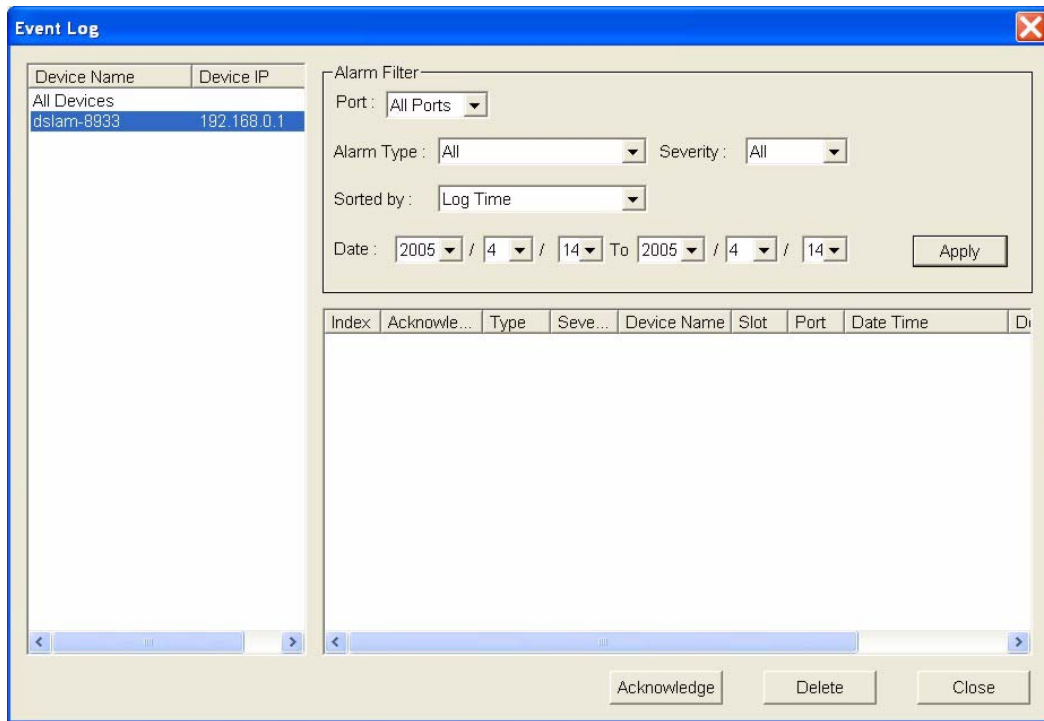 Event Log
Device Name Device IP
All Devices
dslam-8933 192.168.0.1
Alarm Filter
Port : All Ports
Alarm Type : All Severity : All
Sorted by : Log Time
Date : 2005 / 4 / 14 To 2005 / 4 / 14 Apply
Index Acknowle... Type Seve... Device Name Slot Port Date Time
Acknowledge Delete Close